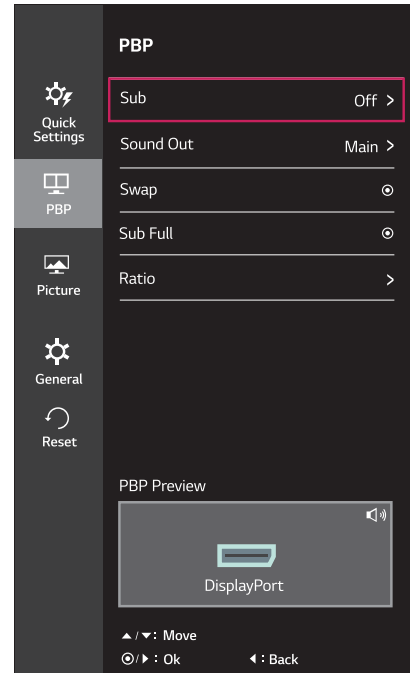 PBP
Sub Off >
Sound Out Main >
Swap
Sub Full
Ratio >
Quick
Settings
PBP
Picture
General
Reset
PBP Preview
DisplayPort
▲/▼: Move
◉/▶ : Ok ◀ : Back